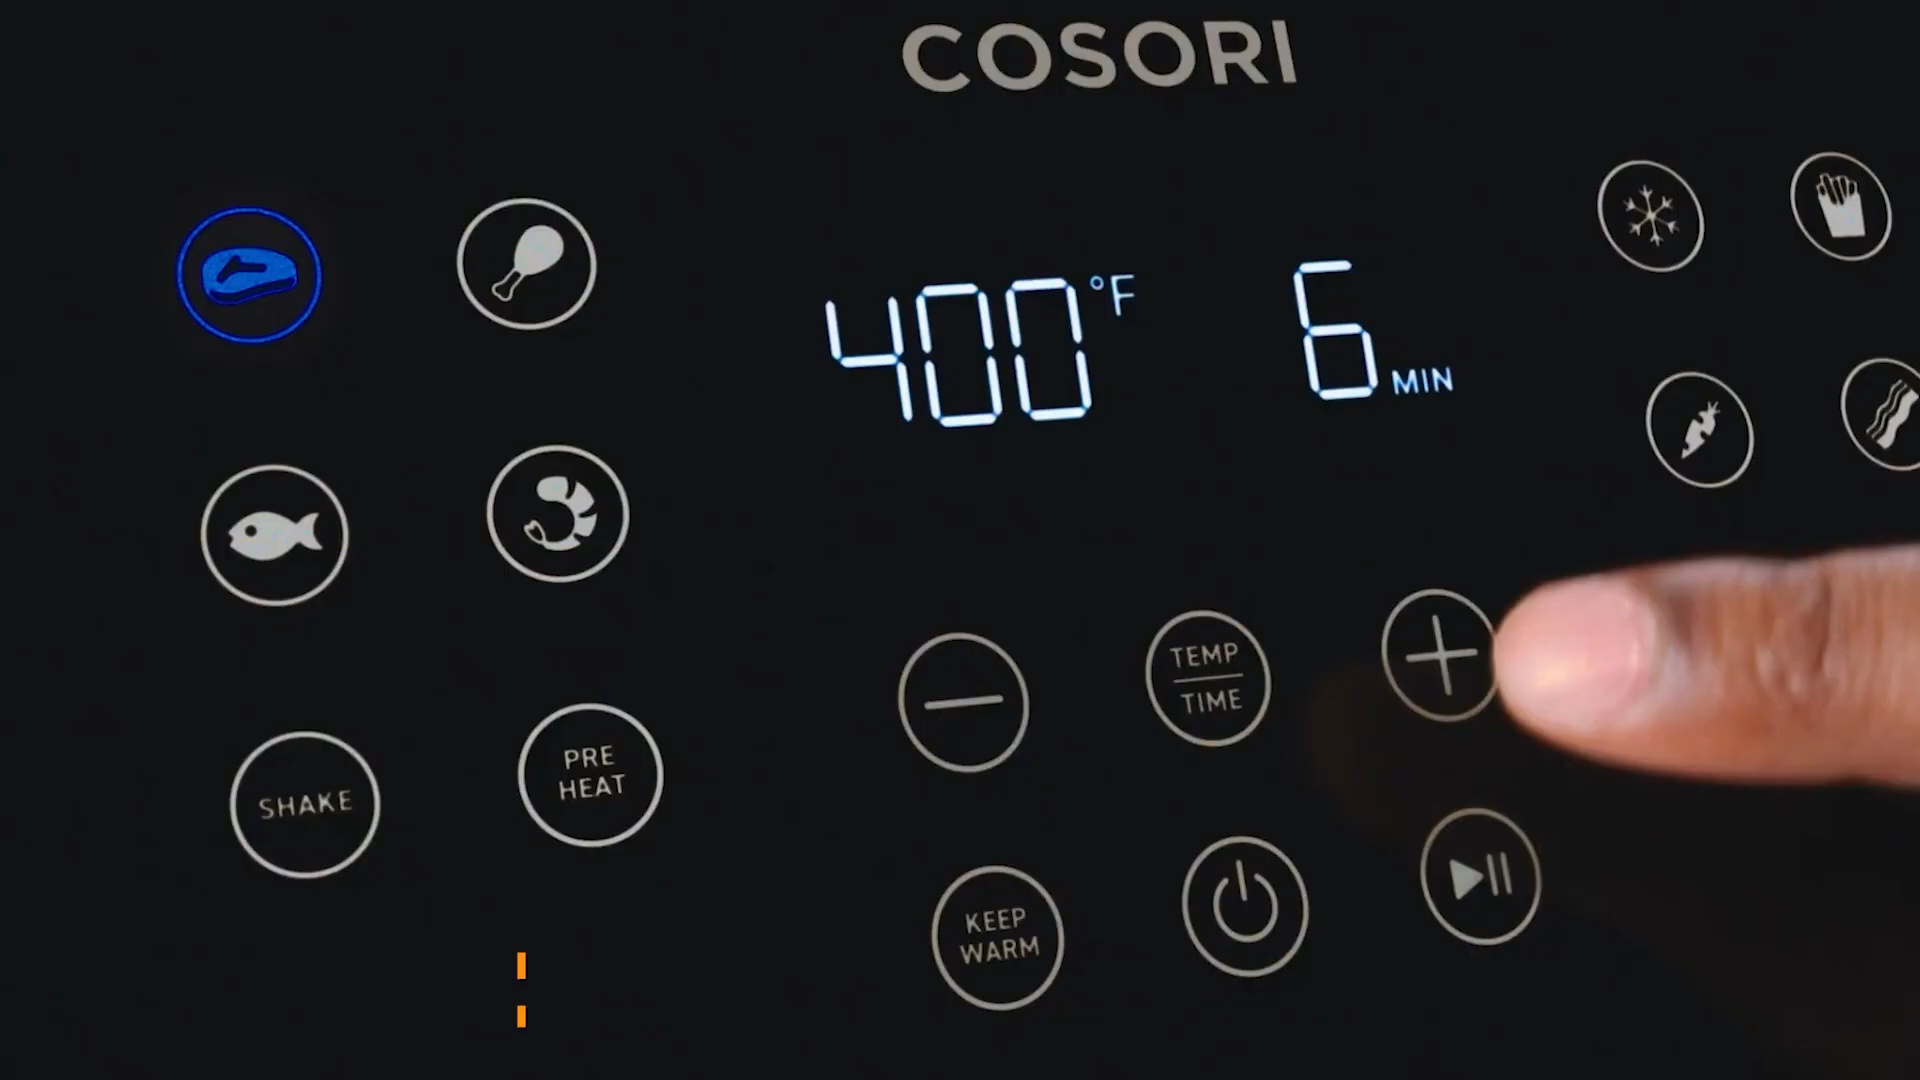 COSORI
400°F 6 MIN
TEMP
TIME
PRE
HEAT
SHAKE
KEEP
WARM